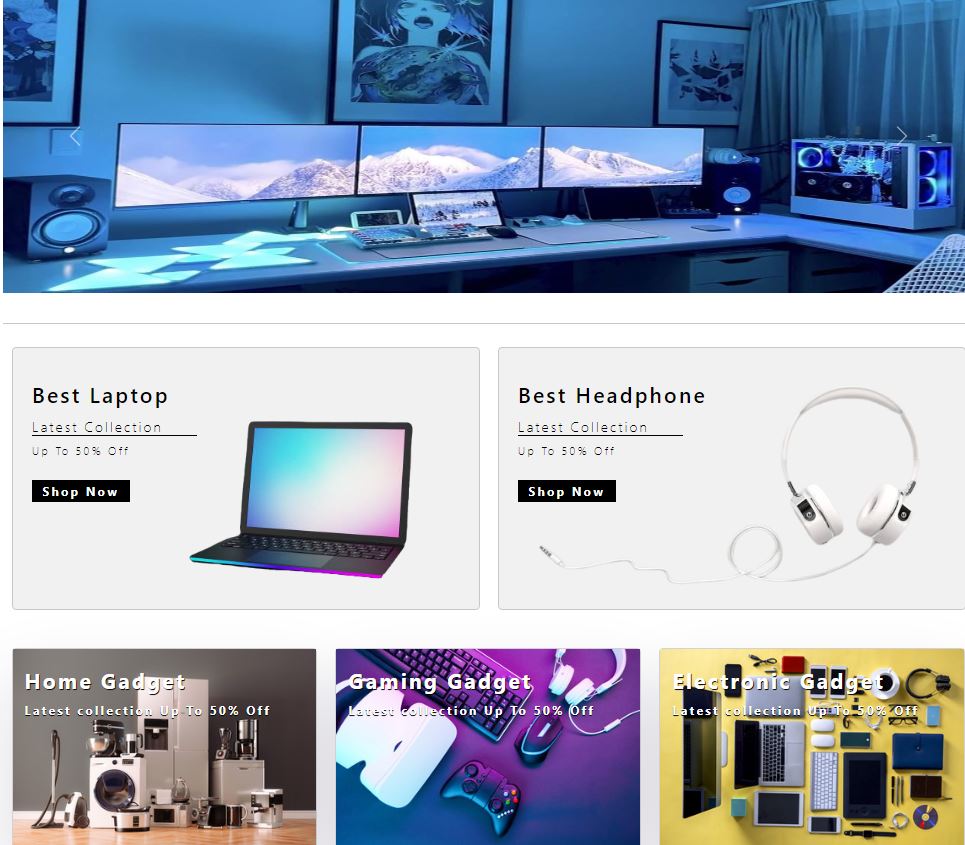 Best Laptop
Latest Collection
Up To 50% Off
Shop Now
Best Headphone
Latest Collection
Up To 50% Off
Shop Now
Home Gadget
Latest collection Up To 50% Off
Gaming Gadget
Latest collection Up To 50% Off
Electronic Gadget
Latest collection Up To 50% Off